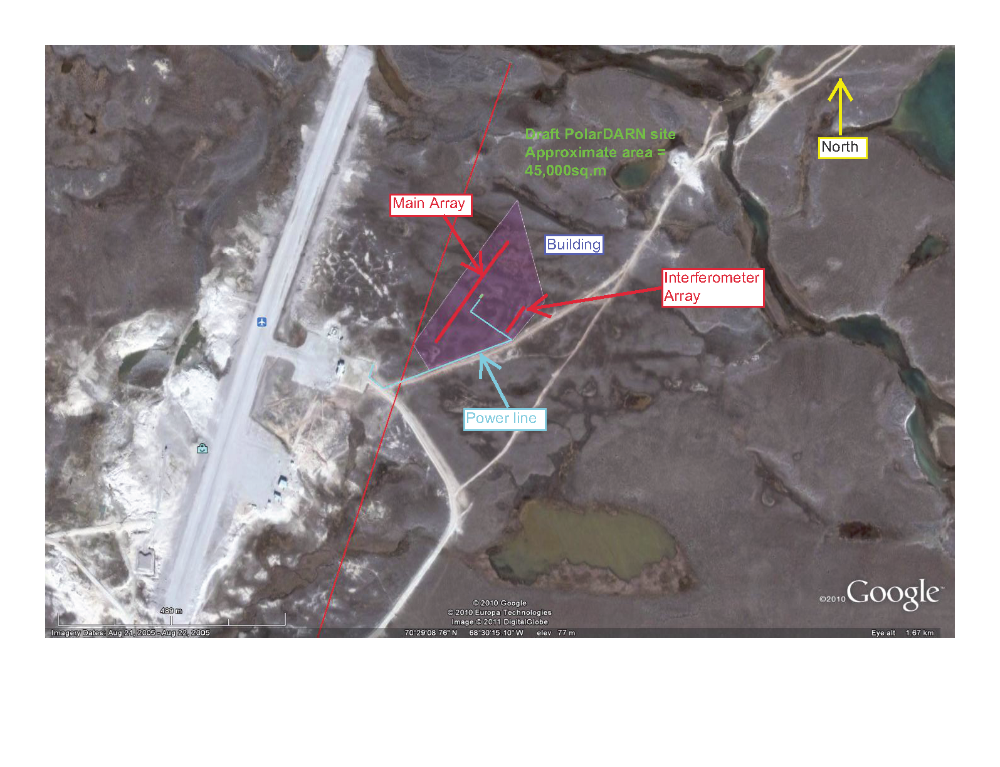 Draft PolarDARN site
Approximate area =
45,000sq.m
North
Main Array
Building
Interferometer
Array
Power line
©2010 Google™
489 m
© 2010 Google
© 2010 Europa Technologies
Image © 2011 DigitalGlobe
Imagery Dates: Aug 21, 2005 - Aug 22, 2005
70°29'08.76" N 68°30'15.10" W elev 77 m
Eye alt 1.67 km